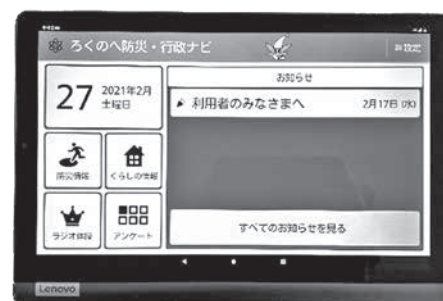 ろくのへ防災・行政ナビ
設定
27
2021年2月
土曜日
お知らせ
利用者のみなさまへ
2月17日(水)
防災情報
くらしの情報
ラジオ体操
アンケート
すべてのお知らせを見る
Lenovo